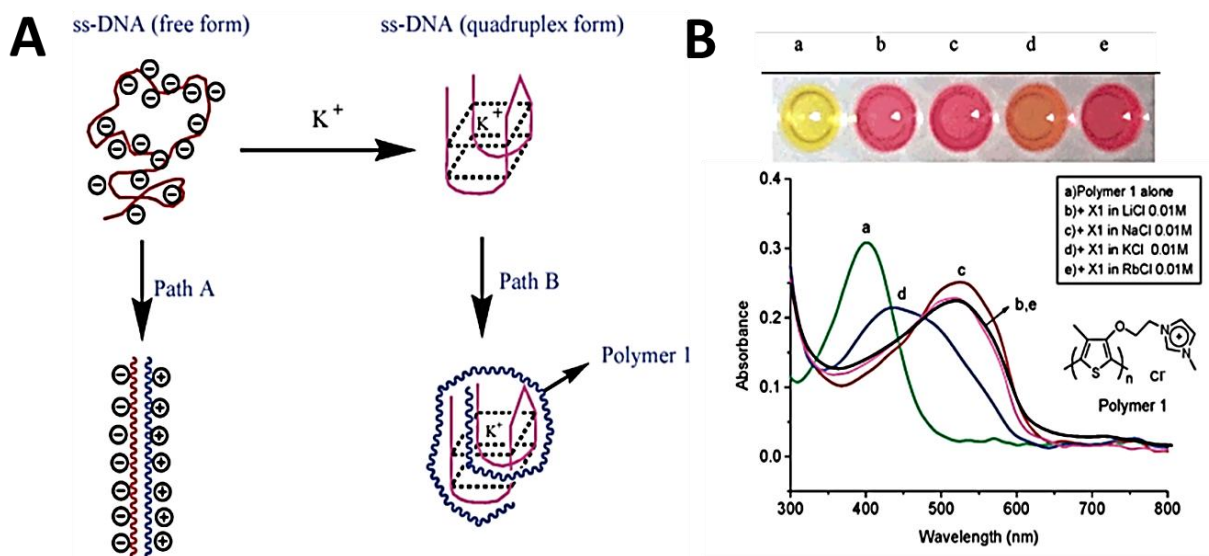 A
ss-DNA (free form)
ss-DNA (quadruplex form)
K+
K+
Path A
Path B
Polymer 1
K+
B
a b c d e
0.4
0.3
0.2
0.1
0.0
Absorbance
a
d
c
b,e
a)Polymer 1 alone
b)+ X1 in LiCl 0.01M
c)+ X1 in NaCl 0.01M
d)+ X1 in KCl 0.01M
e)+ X1 in RbCl 0.01M
O
N
+
N
S
n
Cl-
Polymer 1
300 400 500 600 700 800
Wavelength (nm)